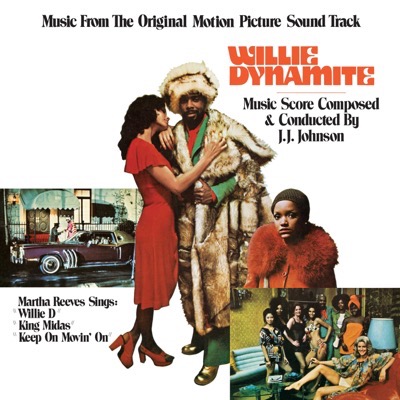 Music From The Original Motion Picture Sound Track
WILLIE
DYNAMITE
Music Score Composed
& Conducted By
J.J. Johnson
Martha Reeves Sings:
"Willie D"
"King Midas"
"Keep On Movin' On"